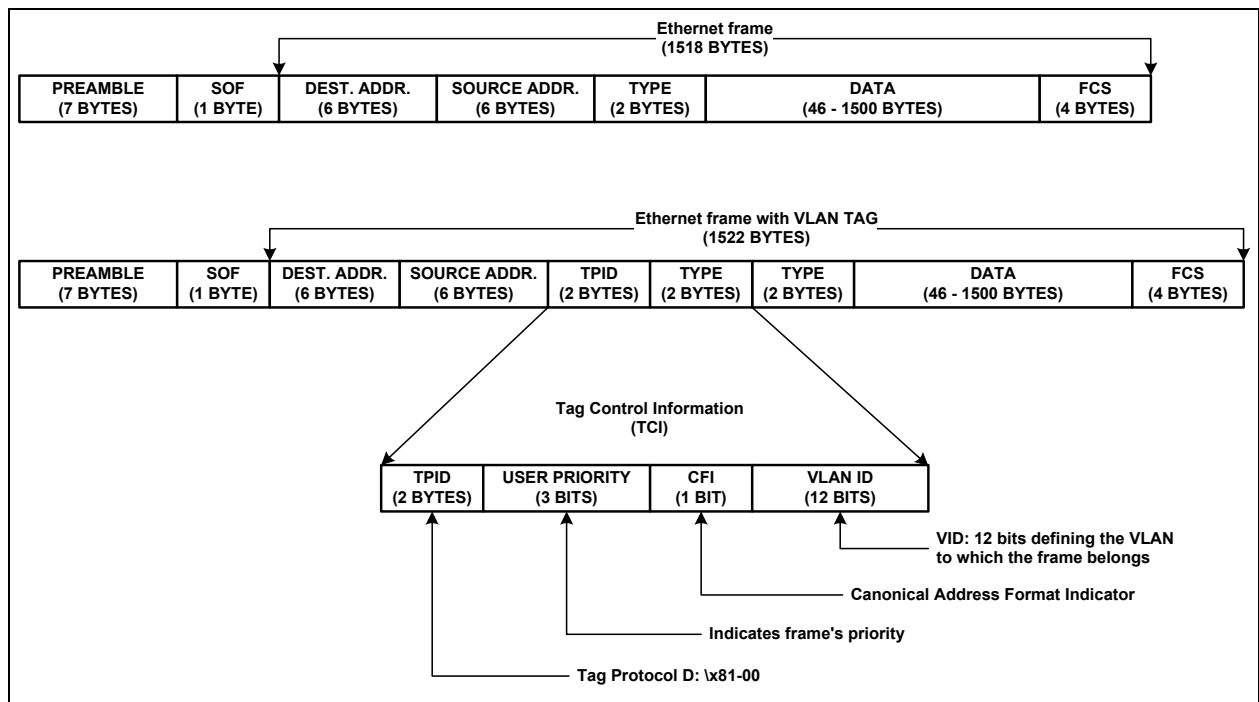 Ethernet frame
(1518 BYTES)
PREAMBLE
(7 BYTES)
SOF
(1 BYTE)
DEST. ADDR.
(6 BYTES)
SOURCE ADDR.
(6 BYTES)
TYPE
(2 BYTES)
DATA
(46 - 1500 BYTES)
FCS
(4 BYTES)
Ethernet frame with VLAN TAG
(1522 BYTES)
PREAMBLE
(7 BYTES)
SOF
(1 BYTE)
DEST. ADDR.
(6 BYTES)
SOURCE ADDR.
(6 BYTES)
TPID
(2 BYTES)
TYPE
(2 BYTES)
TYPE
(2 BYTES)
DATA
(46 - 1500 BYTES)
FCS
(4 BYTES)
Tag Control Information
(TCI)
TPID
(2 BYTES)
USER PRIORITY
(3 BITS)
CFI
(1 BIT)
VLAN ID
(12 BITS)
VID: 12 bits defining the VLAN
to which the frame belongs
Canonical Address Format Indicator
Indicates frame's priority
Tag Protocol D: \x81-00